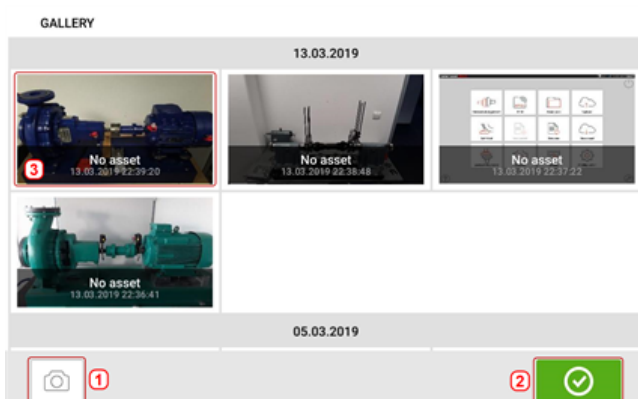 GALLERY
13.03.2019
No asset
13.03.2019 22:39:20
3
No asset
13.03.2019 22:38:48
No asset
13.03.2019 22:37:22
No asset
13.03.2019 22:36:41
05.03.2019
1
2